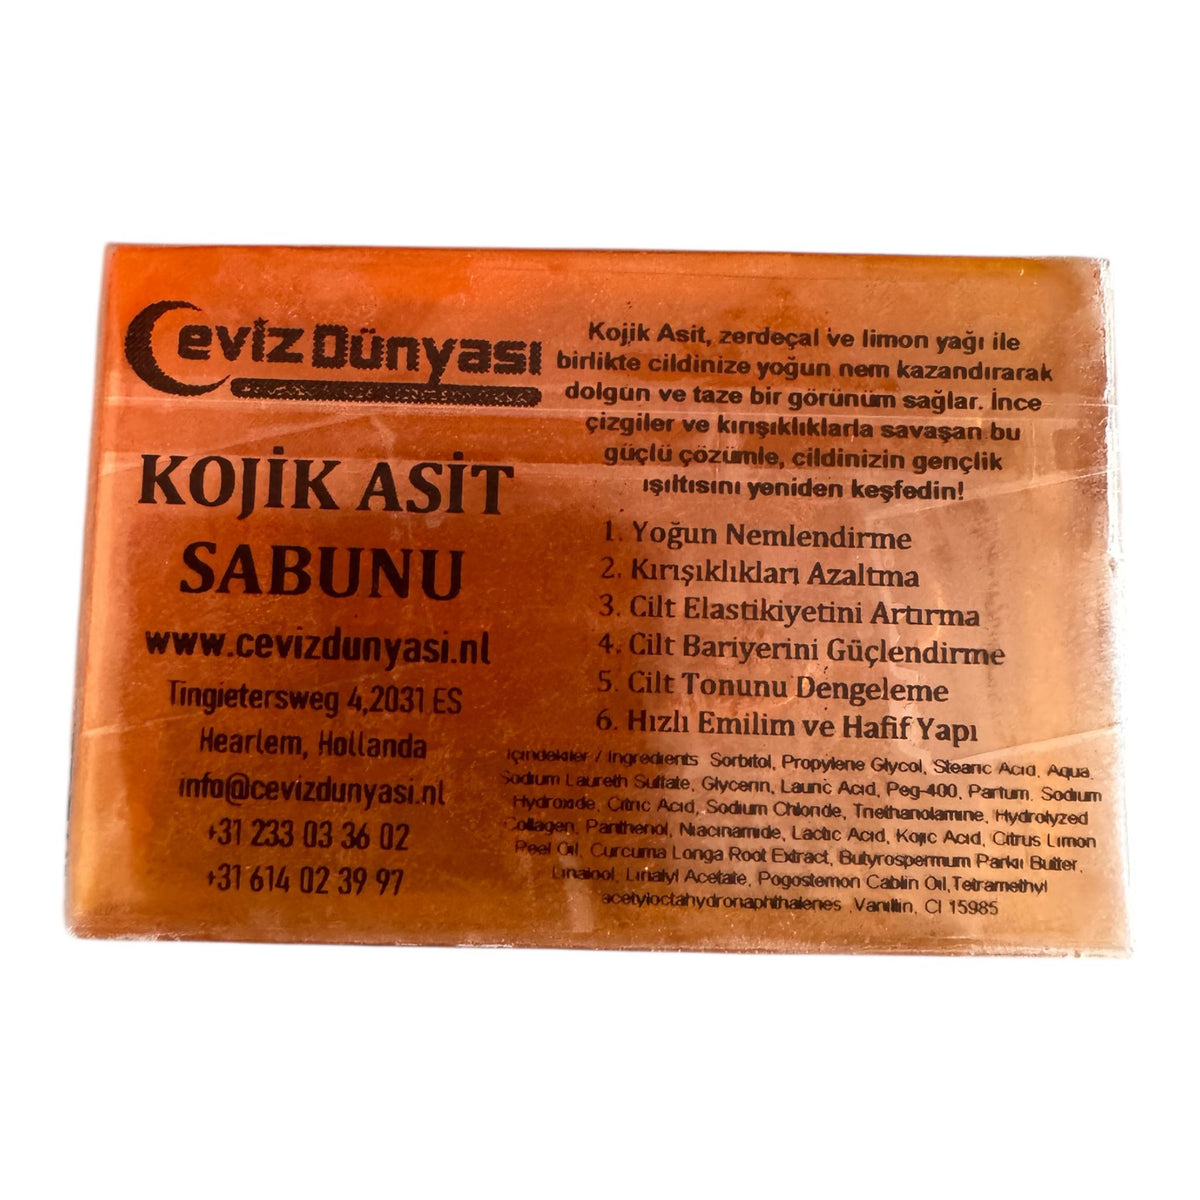 Ceviz Dünyası
KOJİK ASİT
SABUNU
www.cevizdunyasi.nl
Tingietersweg 4,2031 ES
Hearlem, Hollanda
info@cevizdunyasi.nl
+31 233 03 36 02
+31 614 02 39 97
Kojik Asit, zerdeçal ve limon yağı ile
birlikte cildinize yoğun nem kazandırarak
dolgun ve taze bir görünüm sağlar. İnce
çizgiler ve kırışıklıklarla savaşan bu
güçlü çözümle, cildinizin gençlik
ışıltısını yeniden keşfedin!
1. Yoğun Nemlendirme
2. Kırışıklıkları Azaltma
3. Cilt Elastikiyetini Artırma
4. Cilt Bariyerini Güçlendirme
5. Cilt Tonunu Dengeleme
6. Hızlı Emilim ve Hafif Yapı
İçindekiler / Ingredients Sorbitol, Propylene Glycol, Stearic Acid, Aqua,
Sodium Laureth Sulfate, Glycerin, Lauric Acid, Peg-400, Parfum, Sodium
Hydroxide, Citric Acid, Sodium Chloride, Triethanolamine, Hydrolyzed
Collagen, Panthenol, Niacinamide, Lactic Acid, Kojic Acid, Citrus Limon
Peel Oil, Curcuma Longa Root Extract, Butyrospermum Parkii Butter,
Linalool, Linalyl Acetate, Pogostemon Cablin Oil,Tetramethyl
acetyloctahydronaphthalenes ,Vanillin, CI 15985